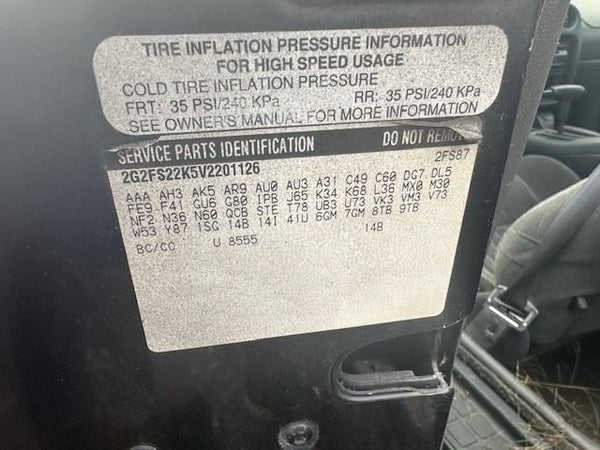 TIRE INFLATION PRESSURE INFORMATION
FOR HIGH SPEED USAGE
COLD TIRE INFLATION PRESSURE
FRT: 35 PSI/240 KPa RR: 35 PSI/240 KPa
SEE OWNER'S MANUAL FOR MORE INFORMATION
SERVICE PARTS IDENTIFICATION DO NOT REMOV
2G2FS22K5V2201126 2FS87
AAA AH3 AK5 AR9 AU0 AU3 A31 C49 C60 DG7 DL5
FE9 F41 GU6 G80 IPB J65 K34 K68 L36 MX0 M30
NF2 N36 N60 QCB STE T78 UB3 U73 VK3 VM3 V73
W53 Y87 1SG 14B 14I 41U 6GM 7GM 8TB 9TB
14B
BC/CC U 8555